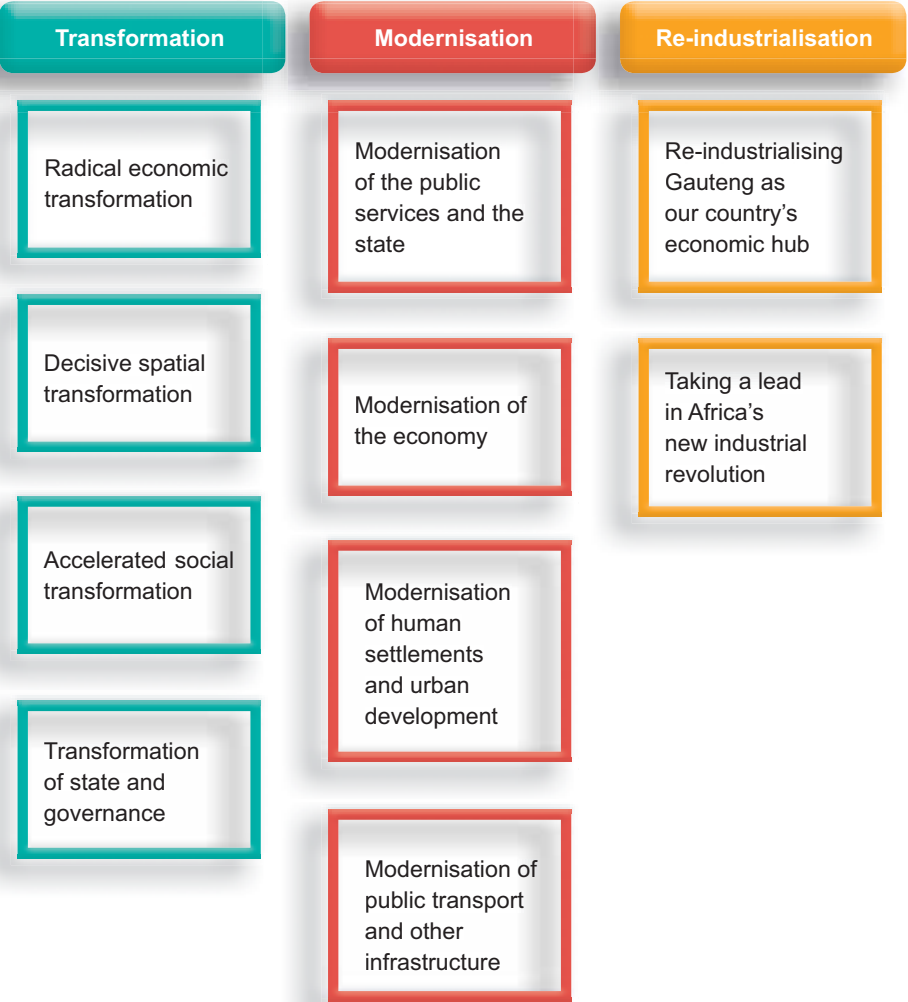 Transformation
Radical economic
transformation
Decisive spatial
transformation
Accelerated social
transformation
Transformation
of state and
governance
Modernisation
Modernisation
of the public
services and the
state
Modernisation of
the economy
Modernisation
of human
settlements
and urban
development
Modernisation of
public transport
and other
infrastructure
Re-industrialisation
Re-industrialising
Gauteng as
our country’s
economic hub
Taking a lead
in Africa’s
new industrial
revolution